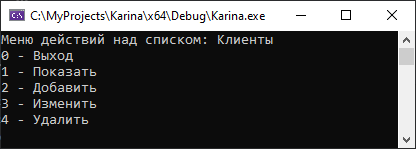 C:\MyProjects\Karina\x64\Debug\Karina.exe
Меню действий над списком: Клиенты
0 - Выход
1 - Показать
2 - Добавить
3 - Изменить
4 - Удалить